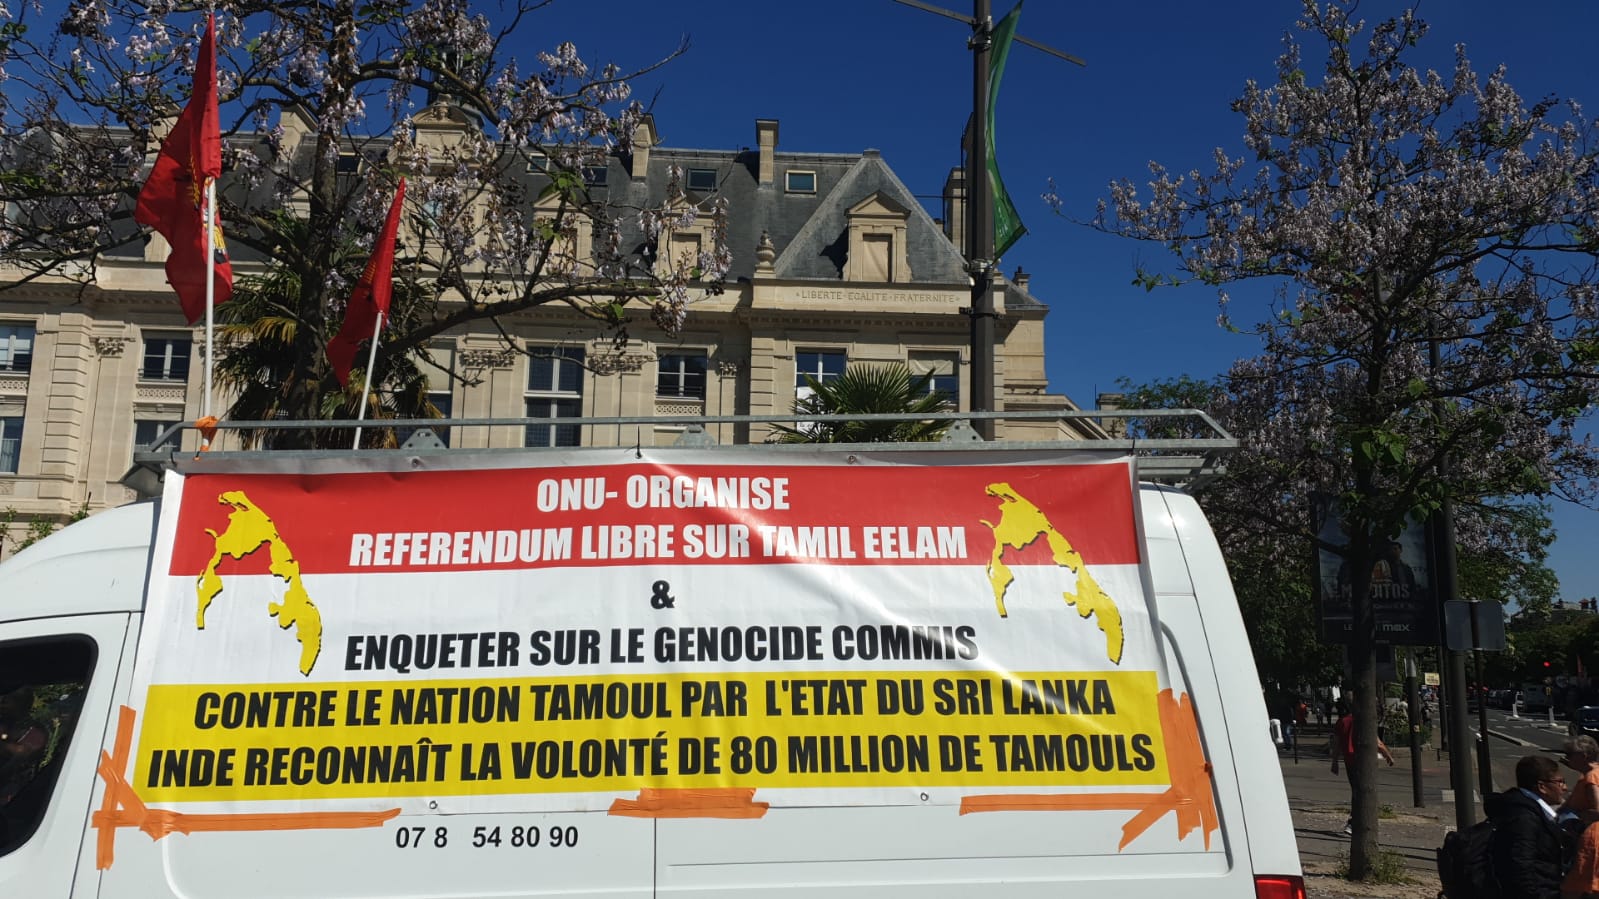 LIBERTE·EGALITE·FRATERNITE
ONU- ORGANISE
REFERENDUM LIBRE SUR TAMIL EELAM
&
ENQUETER SUR LE GENOCIDE COMMIS
CONTRE LE NATION TAMOUL PAR L'ETAT DU SRI LANKA
INDE RECONNAÎT LA VOLONTÉ DE 80 MILLION DE TAMOULS
07 8 54 80 90
max